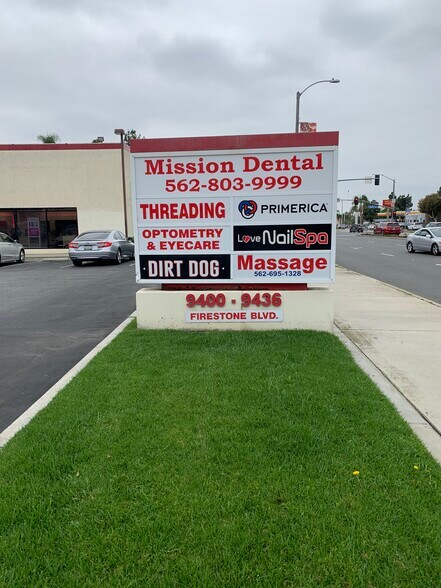 Mission Dental
562-803-9999
THREADING
PRIMERICA
OPTOMETRY
& EYECARE
Love NailSpa
DIRT DOG
Massage
562-695-1328
9400 - 9436
FIRESTONE BLVD.